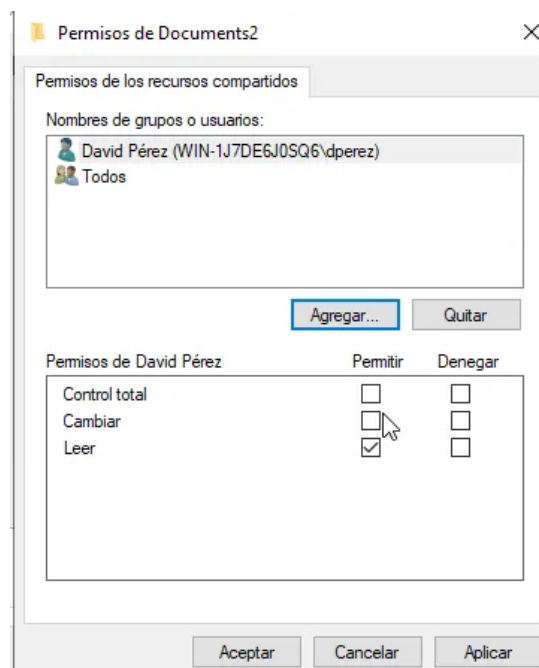 Permisos de Documents2
Permisos de los recursos compartidos
Nombres de grupos o usuarios:
David Pérez (WIN-1J7DE6J0SQ6\dperez)
Todos
Agregar... Quitar
Permisos de David Pérez Permitir Denegar
Control total
Cambiar
Leer
Aceptar Cancelar Aplicar